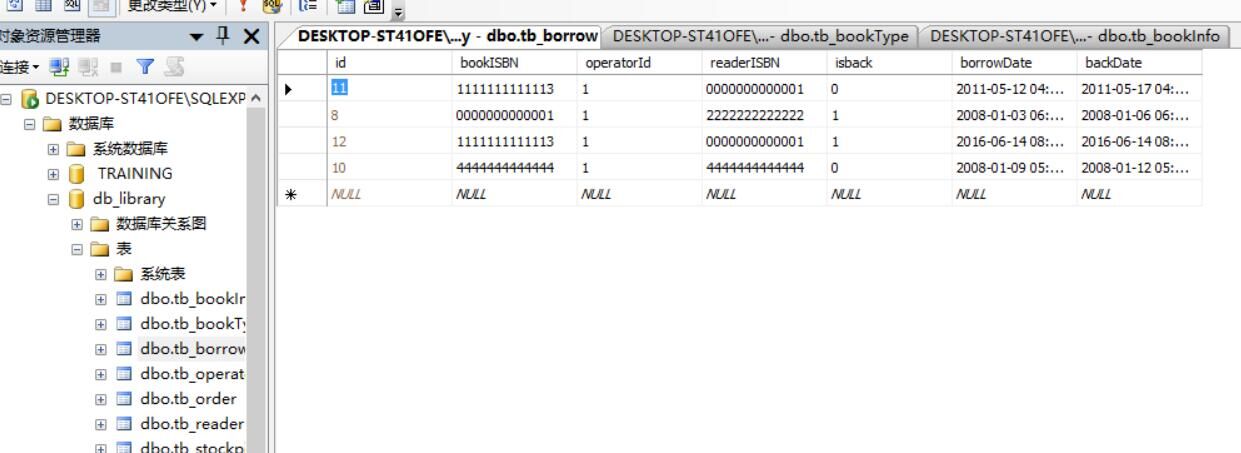 更改类型(Y)
对象资源管理器
连接
DESKTOP-ST41OFE\SQLEXP
数据库
系统数据库
TRAINING
db_library
数据库关系图
表
系统表
dbo.tb_bookIn
dbo.tb_bookTy
dbo.tb_borrow
dbo.tb_operat
dbo.tb_order
dbo.tb_reader
dbo.tb_stockp
DESKTOP-ST41OFE\...y - dbo.tb_borrow DESKTOP-ST41OFE\...- dbo.tb_bookType DESKTOP-ST41OFE\...- dbo.tb_bookInfo
id bookISBN operatorId readerISBN isback borrowDate backDate
11 1111111111113 1 0000000000001 0 2011-05-12 04:... 2011-05-17 04:...
8 0000000000001 1 2222222222222 1 2008-01-03 06:... 2008-01-06 06:...
12 1111111111113 1 0000000000001 1 2016-06-14 08:... 2016-06-14 08:...
10 4444444444444 1 4444444444444 0 2008-01-09 05:... 2008-01-12 05:...
NULL NULL NULL NULL NULL NULL NULL